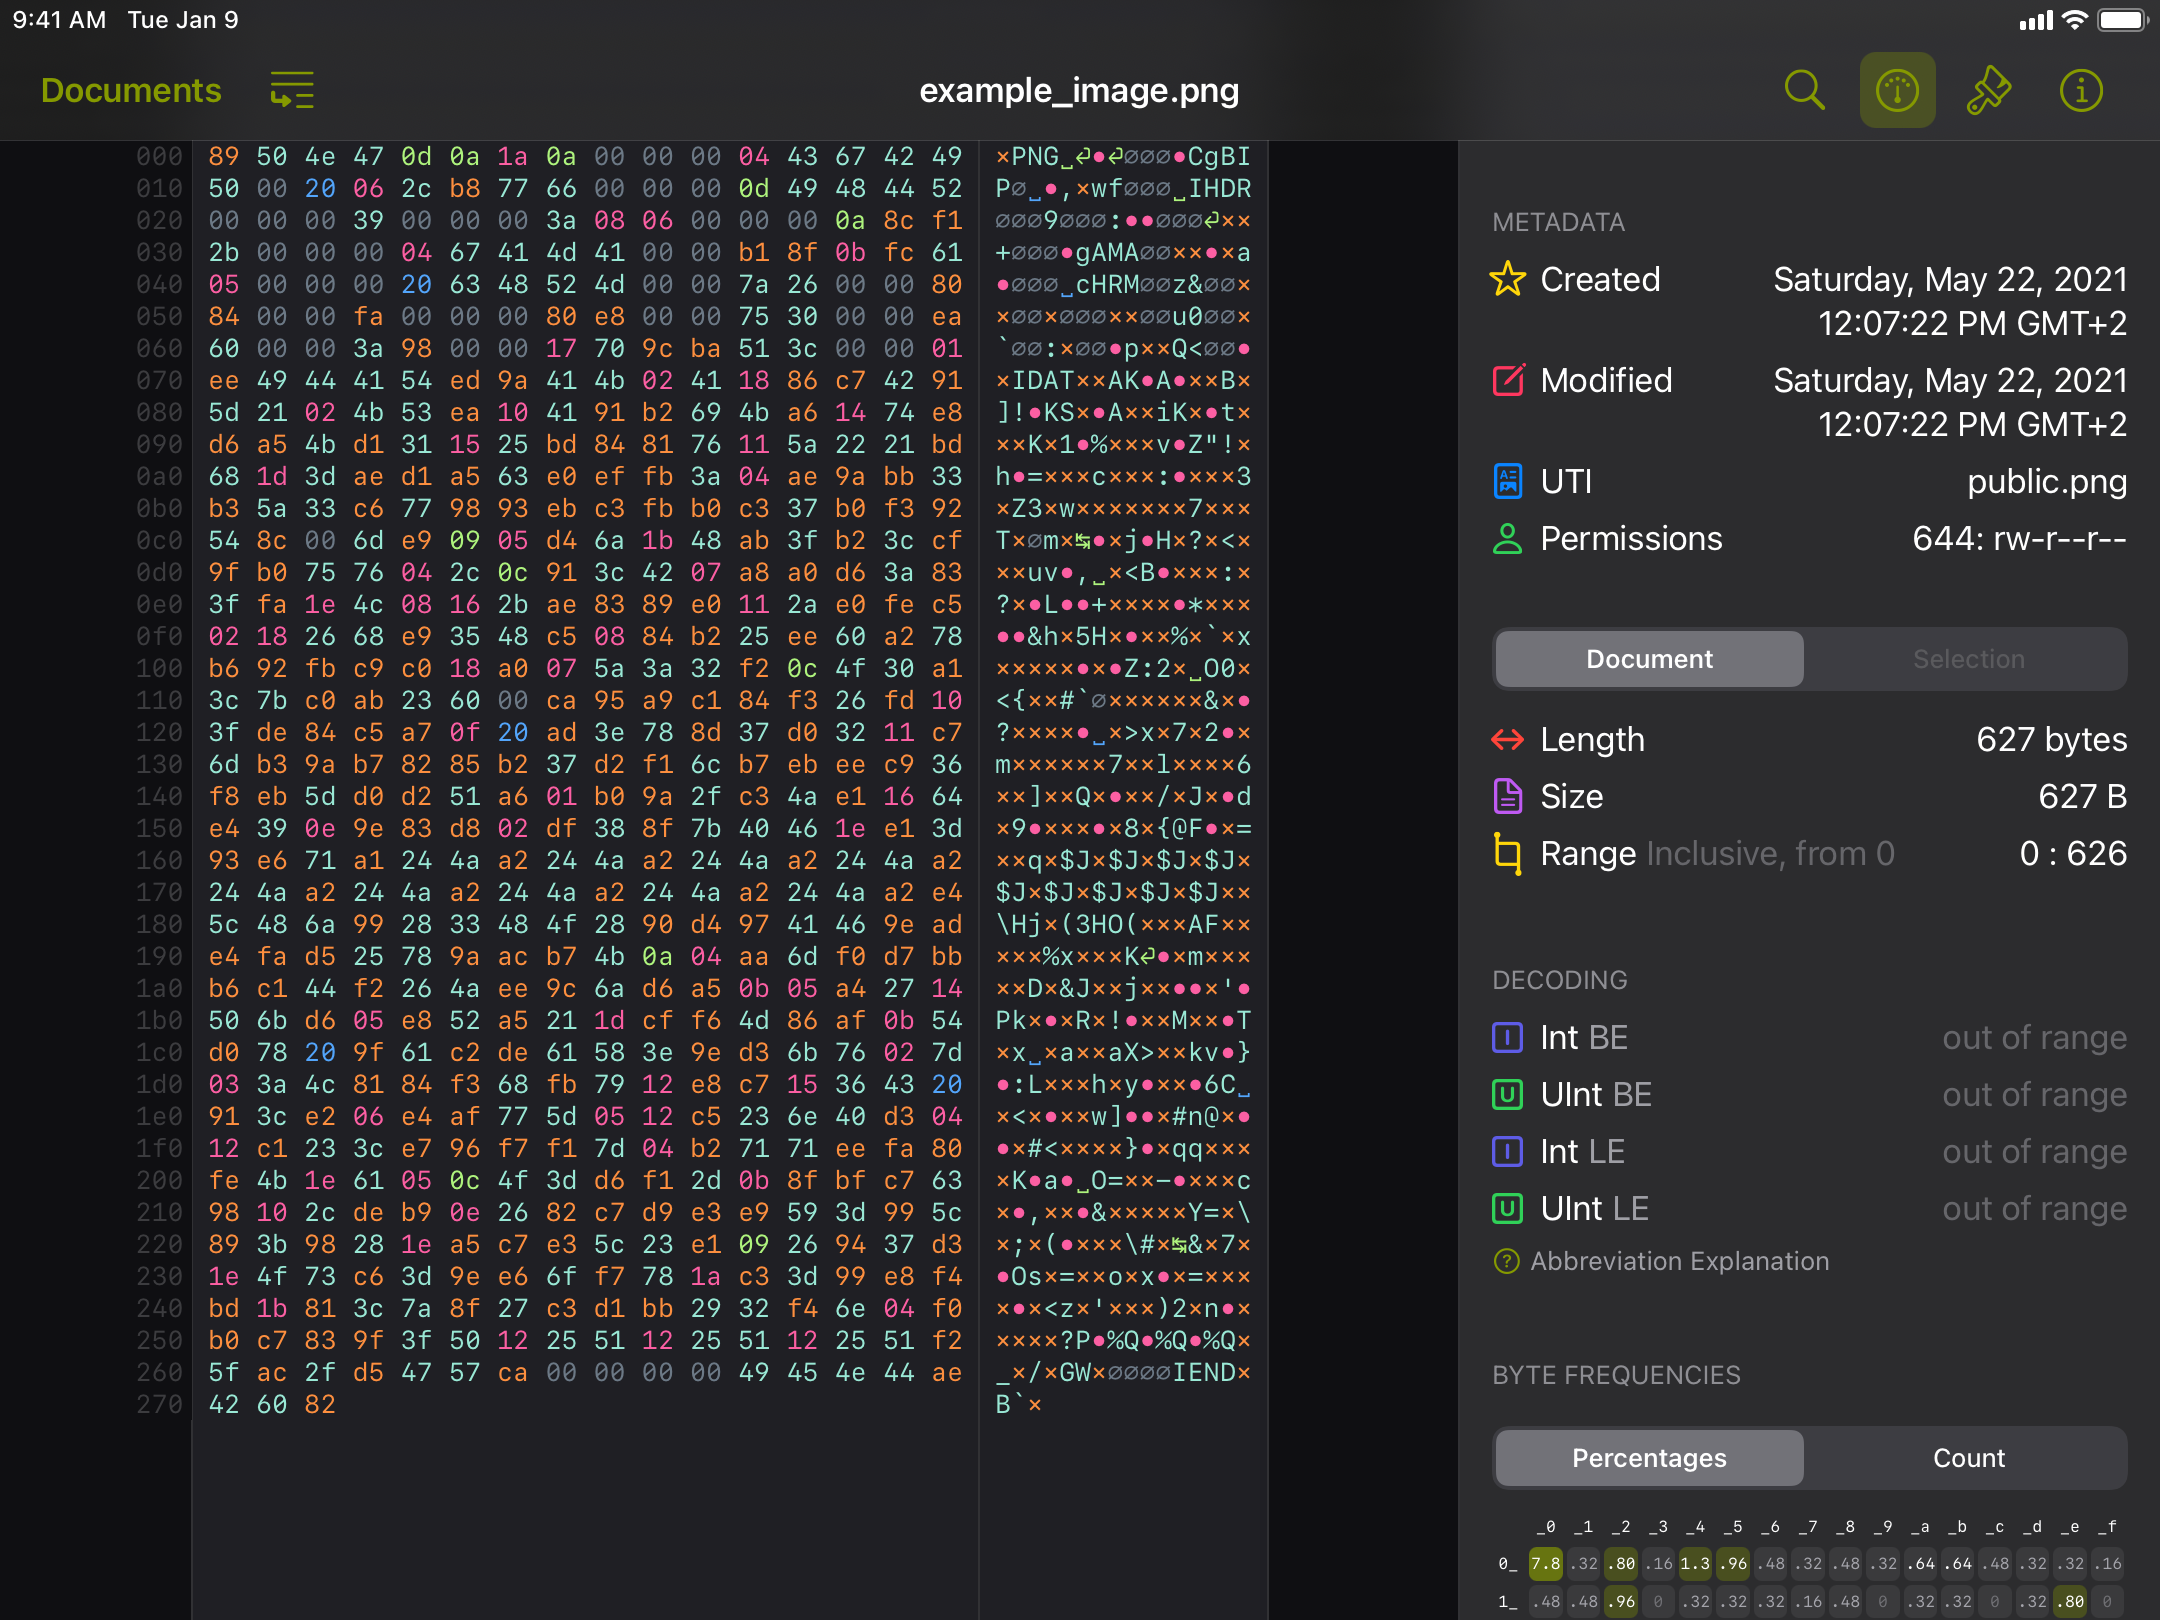 9:41 AM Tue Jan 9
Documents
example_image.png
000 89 50 4e 47 0d 0a 1a 0a 00 00 00 04 43 67 42 49 ×PNG␣⏎•⏎∅∅∅•CgBI
010 50 00 20 06 2c b8 77 66 00 00 00 0d 49 48 44 52 P∅␣•,×wf∅∅∅␣IHDR
020 00 00 00 39 00 00 00 3a 08 06 00 00 00 0a 8c f1 ∅∅∅9∅∅∅:••∅∅∅⏎××
030 2b 00 00 00 04 67 41 4d 41 00 00 b1 8f 0b fc 61 +∅∅∅•gAMA∅∅××•×a
040 05 00 00 00 20 63 48 52 4d 00 00 7a 26 00 00 80 •∅∅∅␣cHRM∅∅z&∅∅×
050 84 00 00 fa 00 00 00 80 e8 00 00 75 30 00 00 ea ×∅∅×∅∅∅××∅∅u0∅∅×
060 60 00 00 3a 98 00 00 17 70 9c ba 51 3c 00 00 01 `∅∅:×∅∅•p××Q<∅∅•
070 ee 49 44 41 54 ed 9a 41 4b 02 41 18 86 c7 42 91 ×IDAT××AK•A•××B×
080 5d 21 02 4b 53 ea 10 41 91 b2 69 4b a6 14 74 e8 ]!•KS×•A××iK×•t×
090 d6 a5 4b d1 31 15 25 bd 84 81 76 11 5a 22 21 bd ××K×1•%×××v•Z"!×
0a0 68 1d 3d ae d1 a5 63 e0 ef fb 3a 04 ae 9a bb 33 h•=×××c×××:•×××3
0b0 b3 5a 33 c6 77 98 93 eb c3 fb b0 c3 37 b0 f3 92 ×Z3×w×××××××7×××
0c0 54 8c 00 6d e9 09 05 d4 6a 1b 48 ab 3f b2 3c cf T×∅m×↹•×j•H×?×<×
0d0 9f b0 75 76 04 2c 0c 91 3c 42 07 a8 a0 d6 3a 83 ××uv•,␣×<B•×××:×
0e0 3f fa 1e 4c 08 16 2b ae 83 89 e0 11 2a e0 fe c5 ?×•L••+××××•*×××
0f0 02 18 26 68 e9 35 48 c5 08 84 b2 25 ee 60 a2 78 ••&h×5H×•××%×`×x
100 b6 92 fb c9 c0 18 a0 07 5a 3a 32 f2 0c 4f 30 a1 ×××××•×•Z:2×␣O0×
110 3c 7b c0 ab 23 60 00 ca 95 a9 c1 84 f3 26 fd 10 <{××#`∅××××××&×•
120 3f de 84 c5 a7 0f 20 ad 3e 78 8d 37 d0 32 11 c7 ?××××•␣×>x×7×2•×
130 6d b3 9a b7 82 85 b2 37 d2 f1 6c b7 eb ee c9 36 m××××××7××l××××6
140 f8 eb 5d d0 d2 51 a6 01 b0 9a 2f c3 4a e1 16 64 ××]××Q×•××/×J×•d
150 e4 39 0e 9e 83 d8 02 df 38 8f 7b 40 46 1e e1 3d ×9•×××•×8×{@F•×=
160 93 e6 71 a1 24 4a a2 24 4a a2 24 4a a2 24 4a a2 ××q×$J×$J×$J×$J×
170 24 4a a2 24 4a a2 24 4a a2 24 4a a2 24 4a a2 e4 $J×$J×$J×$J×$J××
180 5c 48 6a 99 28 33 48 4f 28 90 d4 97 41 46 9e ad \Hj×(3HO(×××AF××
190 e4 fa d5 25 78 9a ac b7 4b 0a 04 aa 6d f0 d7 bb ×××%x×××K⏎•×m×××
1a0 b6 c1 44 f2 26 4a ee 9c 6a d6 a5 0b 05 a4 27 14 ××D×&J××j××••×'•
1b0 50 6b d6 05 e8 52 a5 21 1d cf f6 4d 86 af 0b 54 Pk×•×R×!•××M××•T
1c0 d0 78 20 9f 61 c2 de 61 58 3e 9e d3 6b 76 02 7d ×x␣×a××aX>××kv•}
1d0 03 3a 4c 81 84 f3 68 fb 79 12 e8 c7 15 36 43 20 •:L×××h×y•××•6C␣
1e0 91 3c e2 06 e4 af 77 5d 05 12 c5 23 6e 40 d3 04 ×<×•××w]••×#n@×•
1f0 12 c1 23 3c e7 96 f7 f1 7d 04 b2 71 71 ee fa 80 •×#<××××}•×qq×××
200 fe 4b 1e 61 05 0c 4f 3d d6 f1 2d 0b 8f bf c7 63 ×K•a•␣O=××-•×××c
210 98 10 2c de b9 0e 26 82 c7 d9 e3 e9 59 3d 99 5c ×•,××•&×××××Y=×\
220 89 3b 98 28 1e a5 c7 e3 5c 23 e1 09 26 94 37 d3 ×;×(•×××\#×↹&×7×
230 1e 4f 73 c6 3d 9e e6 6f f7 78 1a c3 3d 99 e8 f4 •Os×=××o×x•×=×××
240 bd 1b 81 3c 7a 8f 27 c3 d1 bb 29 32 f4 6e 04 f0 ×•×<z×'×××)2×n•×
250 b0 c7 83 9f 3f 50 12 25 51 12 25 51 12 25 51 f2 ××××?P•%Q•%Q•%Q×
260 5f ac 2f d5 47 57 ca 00 00 00 00 49 45 4e 44 ae _×/×GW×∅∅∅∅IEND×
270 42 60 82 B`×
METADATA
Created Saturday, May 22, 2021
12:07:22 PM GMT+2
Modified Saturday, May 22, 2021
12:07:22 PM GMT+2
UTI public.png
Permissions 644: rw-r--r--
Document Selection
Length 627 bytes
Size 627 B
Range Inclusive, from 0 0 : 626
DECODING
Int BE out of range
UInt BE out of range
Int LE out of range
UInt LE out of range
Abbreviation Explanation
BYTE FREQUENCIES
Percentages Count
_0 _1 _2 _3 _4 _5 _6 _7 _8 _9 _a _b _c _d _e _f
0_ 7.8 .32 .80 .16 1.3 .96 .48 .32 .48 .32 .64 .64 .48 .32 .32 .16
1_ .48 .48 .96 0 .32 .32 .32 .16 .48 0 .32 .32 0 .32 .80 0